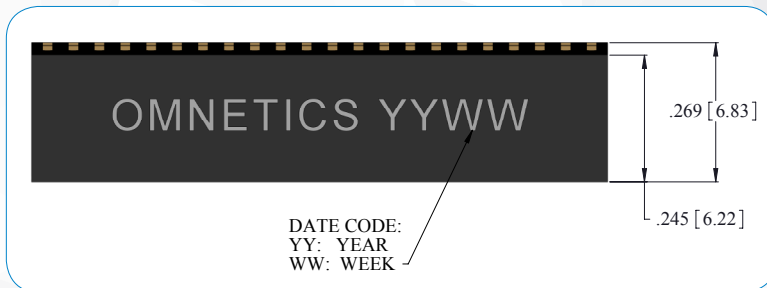 OMNETICS YYWW
.269 [6.83]
.245 [6.22]
DATE CODE:
YY: YEAR
WW: WEEK